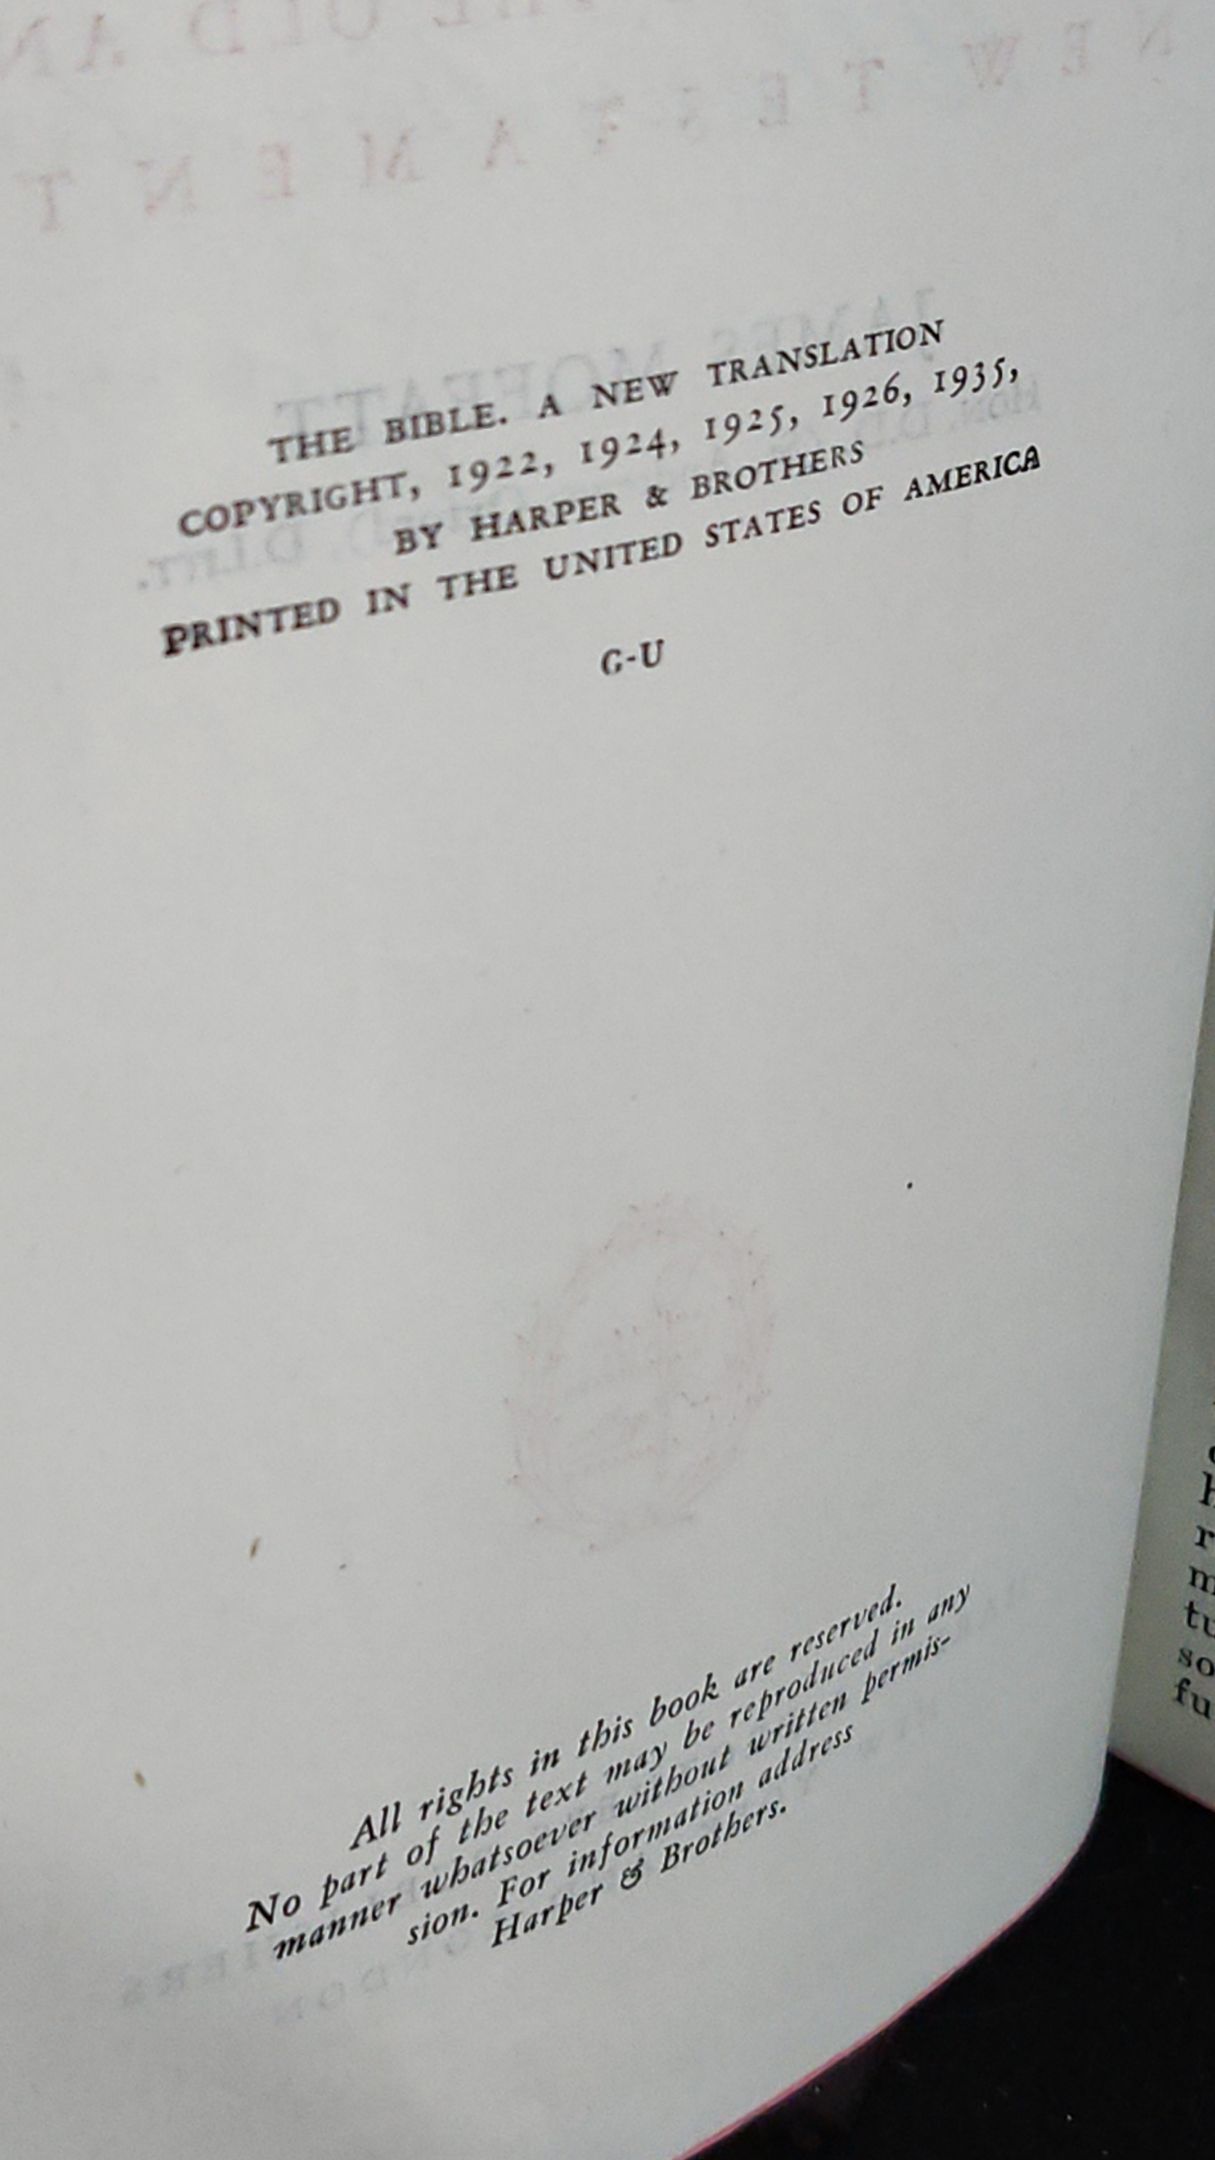 THE BIBLE. A NEW TRANSLATION
COPYRIGHT, 1922, 1924, 1925, 1926, 1935,
BY HARPER & BROTHERS
PRINTED IN THE UNITED STATES OF AMERICA
G-U
All rights in this book are reserved.
No part of the text may be reproduced in any
manner whatsoever without written permis-
sion. For information address
Harper & Brothers.